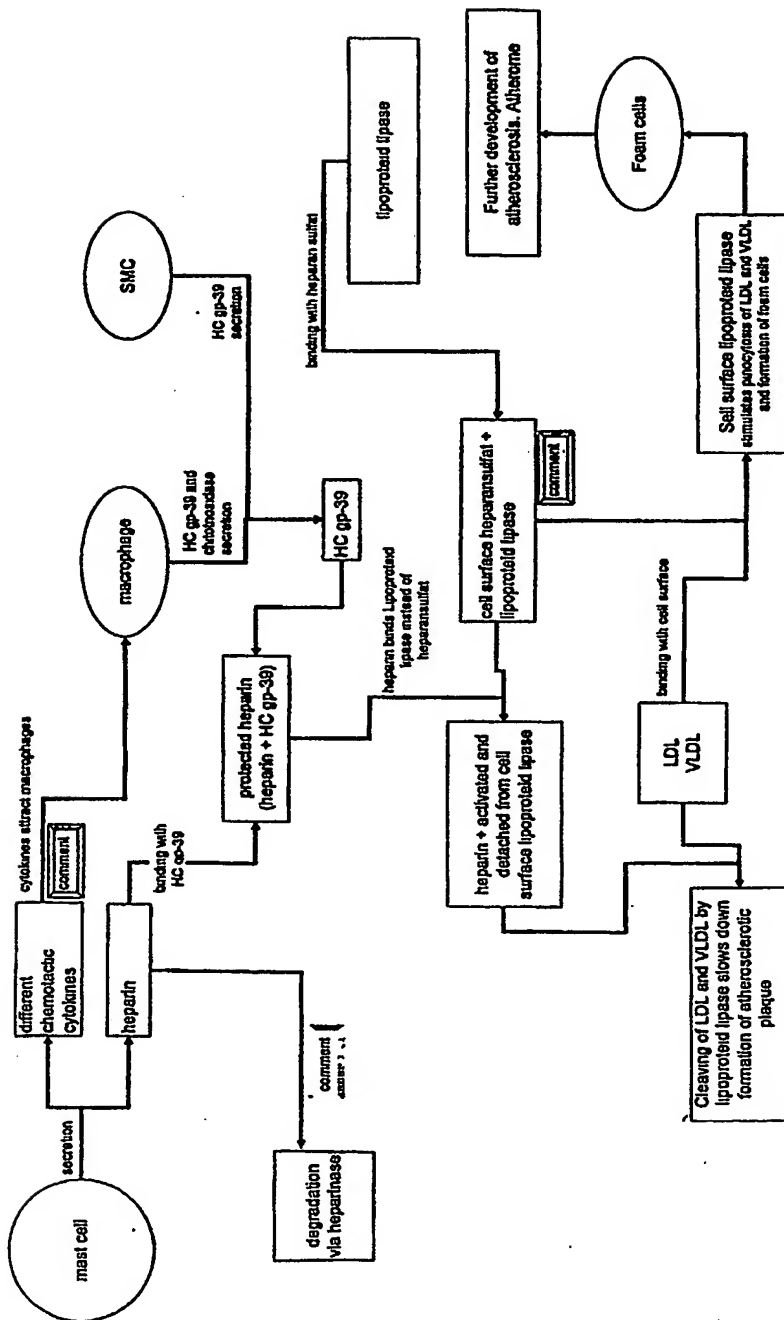 mast cell
secretion
different
chemotactic
cytokines
heparin
cytokines attract macrophages
comment
macrophage
SMC
binding with
HC gp-39
comment
degradation
via heparinase
HC gp-39 and
chitotriosidase
secretion
HC gp-39
secretion
HC gp-39
protected heparin
(heparin + HC gp-39)
heparin binds Lipoproteid
lipase instead of
heparansulfat
binding with heparan sulfat
lipoproteid lipase
cell surface heparansulfat +
lipoproteid lipase
comment
heparin + activated and
detached from cell
surface lipoproteid lipase
LDL
VLDL
binding with cell surface
Cleaving of LDL and VLDL by
lipoproteid lipase slows down
formation of atherosclerotic
plaque
Sell surface lipoproteid lipase
stimulates pinocytosis of LDL and VLDL
and formation of foam cells
Foam cells
Further development of
atherosclerosis. Atherome